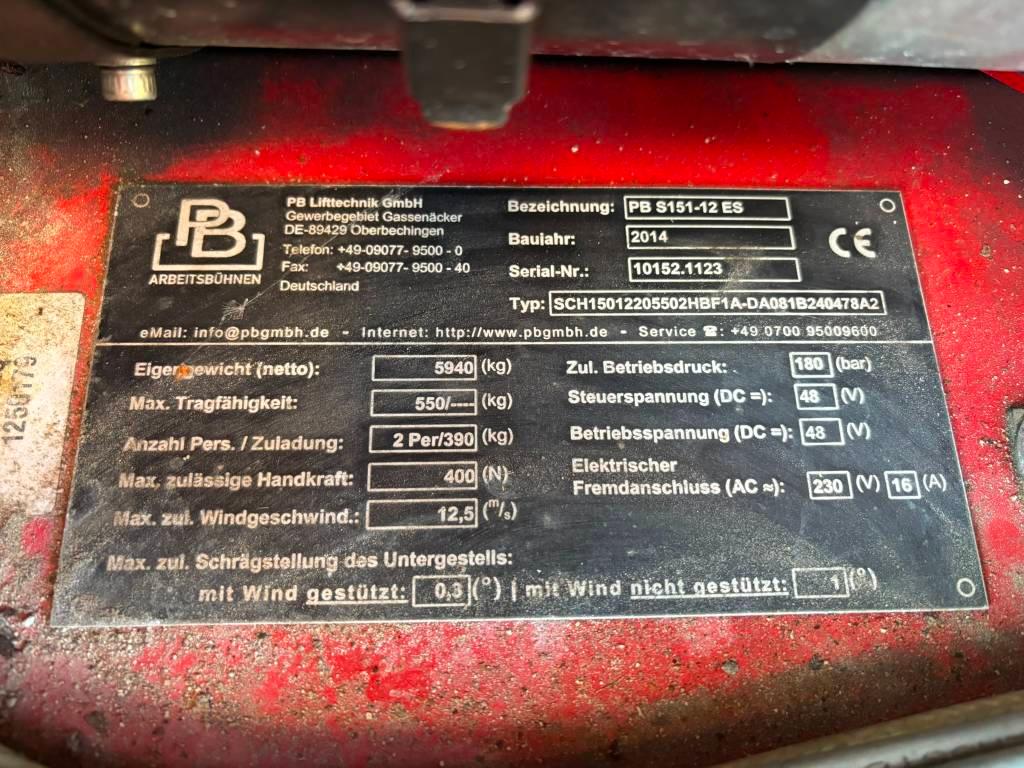 PB
ARBEITSBÜHNEN
PB Lifttechnik GmbH
Gewerbegebiet Gassenäcker
DE-89429 Oberbechingen
Telefon: +49-09077- 9500 - 0
Fax: +49-09077- 9500 - 40
Deutschland
Bezeichnung: PB S151-12 ES
Baujahr: 2014
Serial-Nr.: 10152.1123
CE
Typ: SCH15012205502HBF1A-DA081B240478A2
eMail: info@pbgmbh.de - Internet: http://www.pbgmbh.de - Service ☎: +49 0700 95009600
Eigengewicht (netto): 5940 (kg)
Max. Tragfähigkeit: 550/---- (kg)
Anzahl Pers. / Zuladung: 2 Per/390 (kg)
Max. zulässige Handkraft: 400 (N)
Max. zul. Windgeschwind.: 12,5 (m/s)
Zul. Betriebsdruck: 180 (bar)
Steuerspannung (DC =): 48 (V)
Betriebsspannung (DC =): 48 (V)
Elektrischer
Fremdanschluss (AC ≈): 230 (V) 16 (A)
Max. zul. Schrägstellung des Untergestells:
mit Wind gestützt: 0,3 (°) | mit Wind nicht gestützt: 1 (°)
1250779